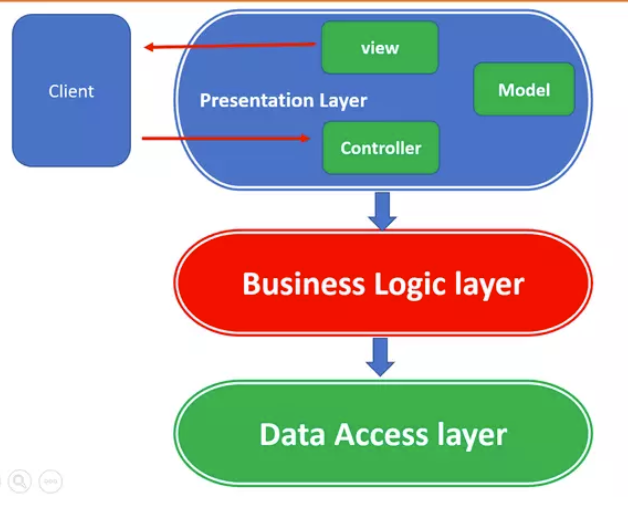 Client
view
Presentation Layer
Model
Controller
Business Logic layer
Data Access layer